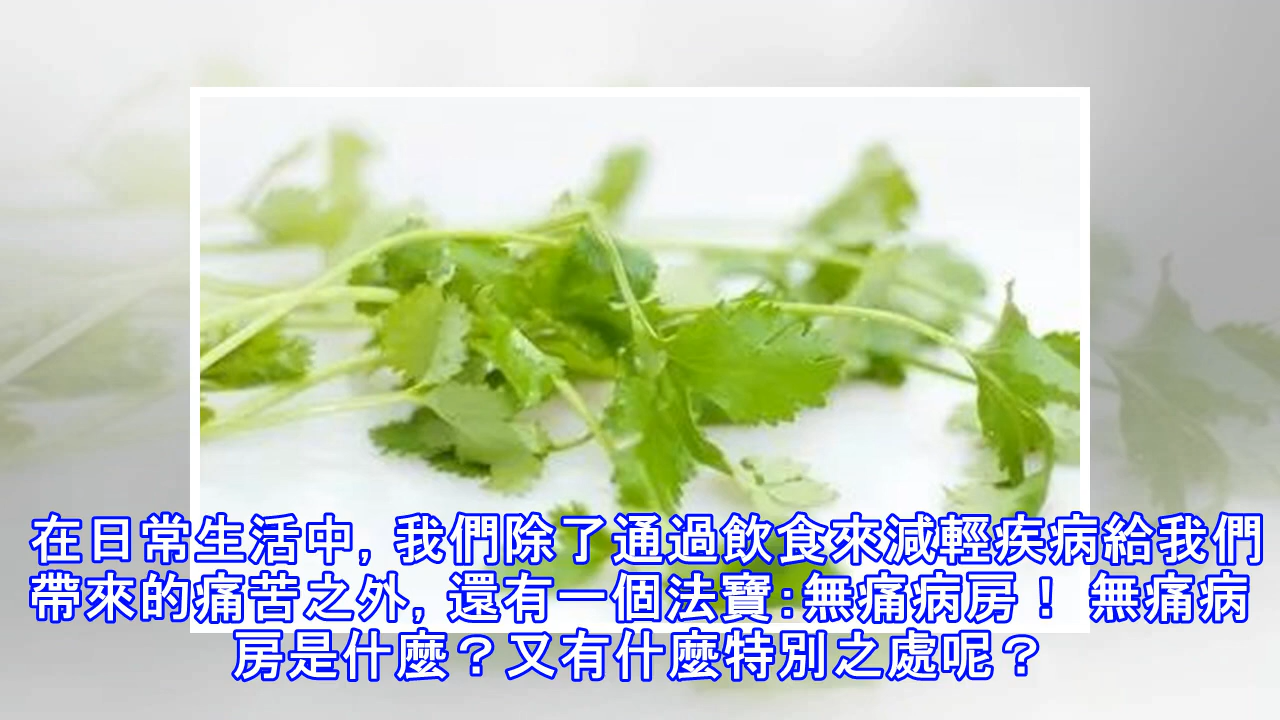 在日常生活中,我們除了通過飲食來減輕疾病給我們
帶來的痛苦之外,還有一個法寶:無痛病房！ 無痛病
房是什麼？又有什麼特別之處呢？